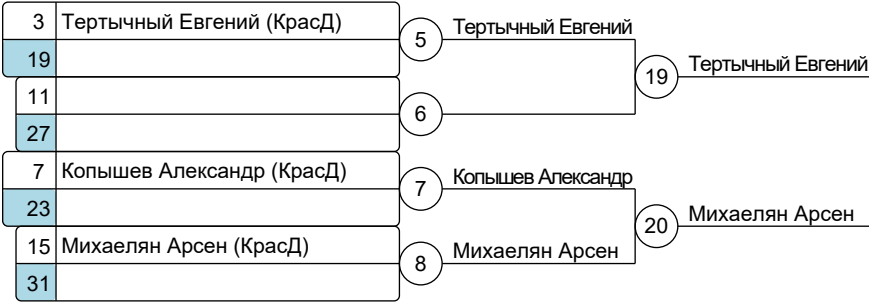 3 Тертычный Евгений (КрасД)
19
11
27
7 Копышев Александр (КрасД)
23
15 Михаелян Арсен (КрасД)
31
5 Тертычный Евгений
6
7 Копышев Александр
8 Михаелян Арсен
19 Тертычный Евгений
20 Михаелян Арсен